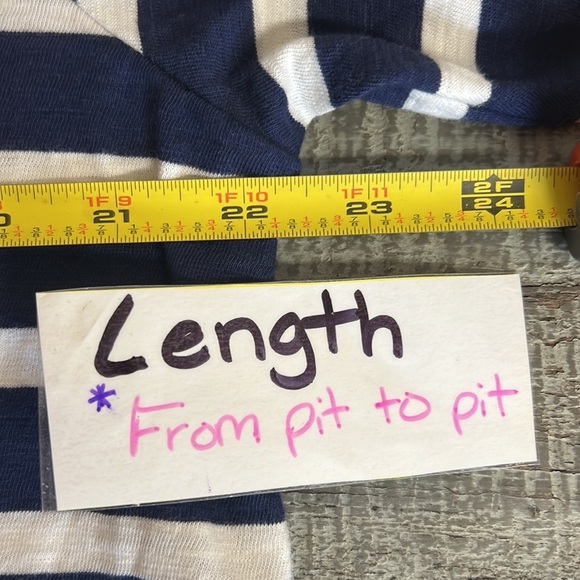 1F 9 1F 10 1F 11 2F
21 22 23 24
Length
* From pit to pit